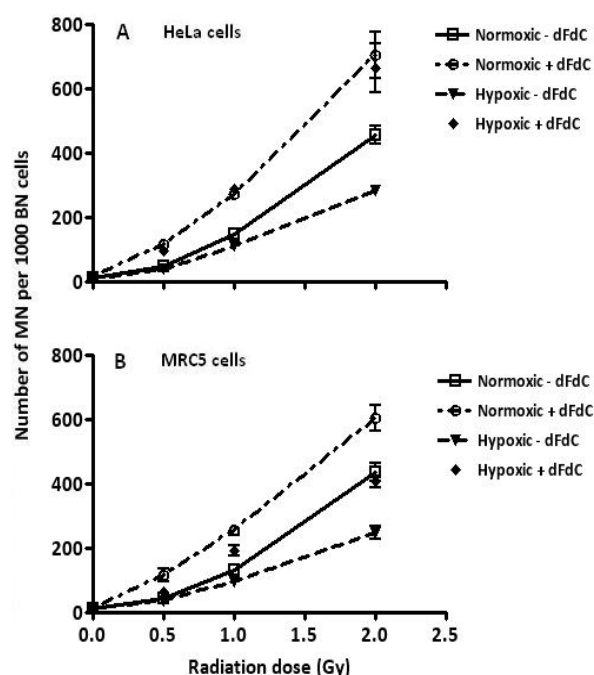 A HeLa cells
800
600
400
200
0
Normoxic - dFdC
Normoxic + dFdC
Hypoxic - dFdC
Hypoxic + dFdC
Number of MN per 1000 BN cells
B MRC5 cells
800
600
400
200
0
Normoxic - dFdC
Normoxic + dFdC
Hypoxic - dFdC
Hypoxic + dFdC
0.0 0.5 1.0 1.5 2.0 2.5
Radiation dose (Gy)